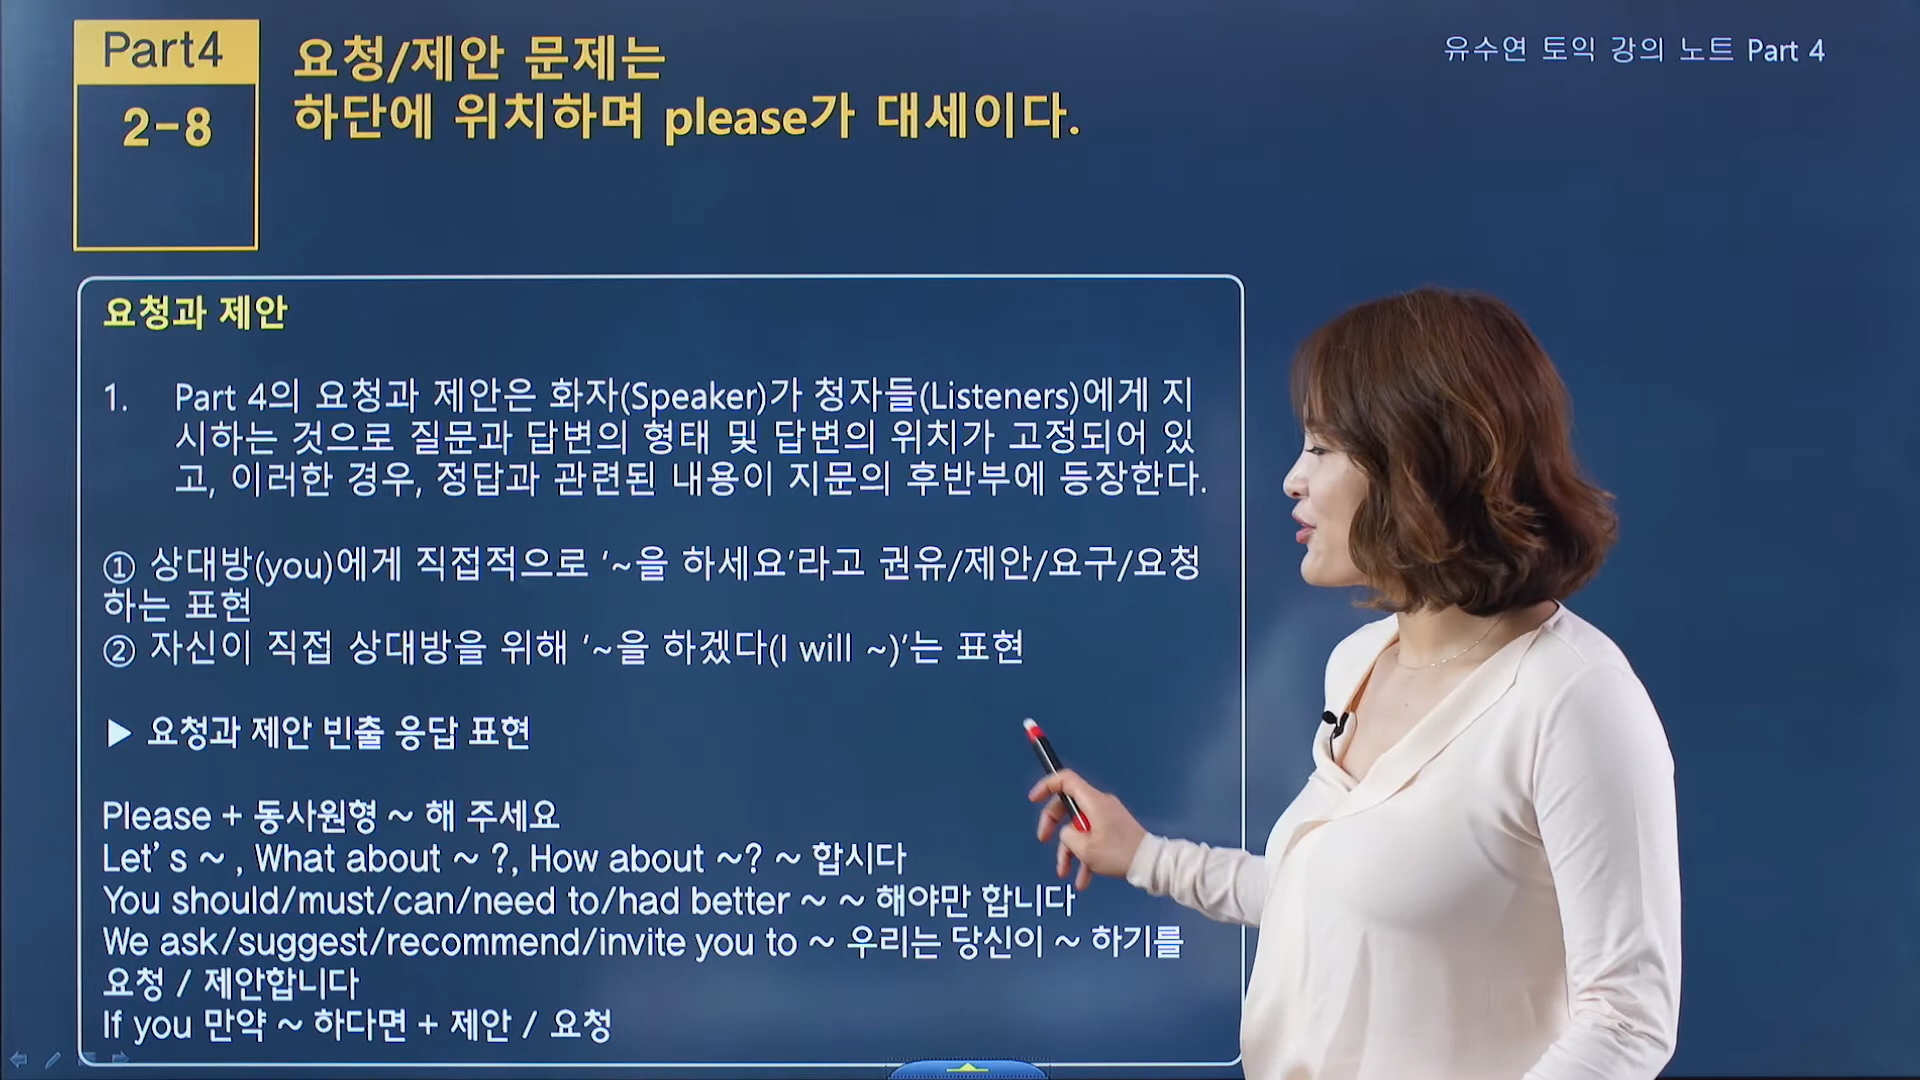 Part4
2-8
요청/제안 문제는
하단에 위치하며 please가 대세이다.
유수연 토익 강의 노트 Part 4
요청과 제안
1. Part 4의 요청과 제안은 화자(Speaker)가 청자들(Listeners)에게 지
시하는 것으로 질문과 답변의 형태 및 답변의 위치가 고정되어 있
고, 이러한 경우, 정답과 관련된 내용이 지문의 후반부에 등장한다.
① 상대방(you)에게 직접적으로 ‘~을 하세요’라고 권유/제안/요구/요청
하는 표현
② 자신이 직접 상대방을 위해 ‘~을 하겠다(I will ~)’는 표현
▶ 요청과 제안 빈출 응답 표현
Please + 동사원형 ~ 해 주세요
Let’ s ~ , What about ~ ?, How about ~? ~ 합시다
You should/must/can/need to/had better ~ ~ 해야만 합니다
We ask/suggest/recommend/invite you to ~ 우리는 당신이 ~ 하기를
요청 / 제안합니다
If you 만약 ~ 하다면 + 제안 / 요청